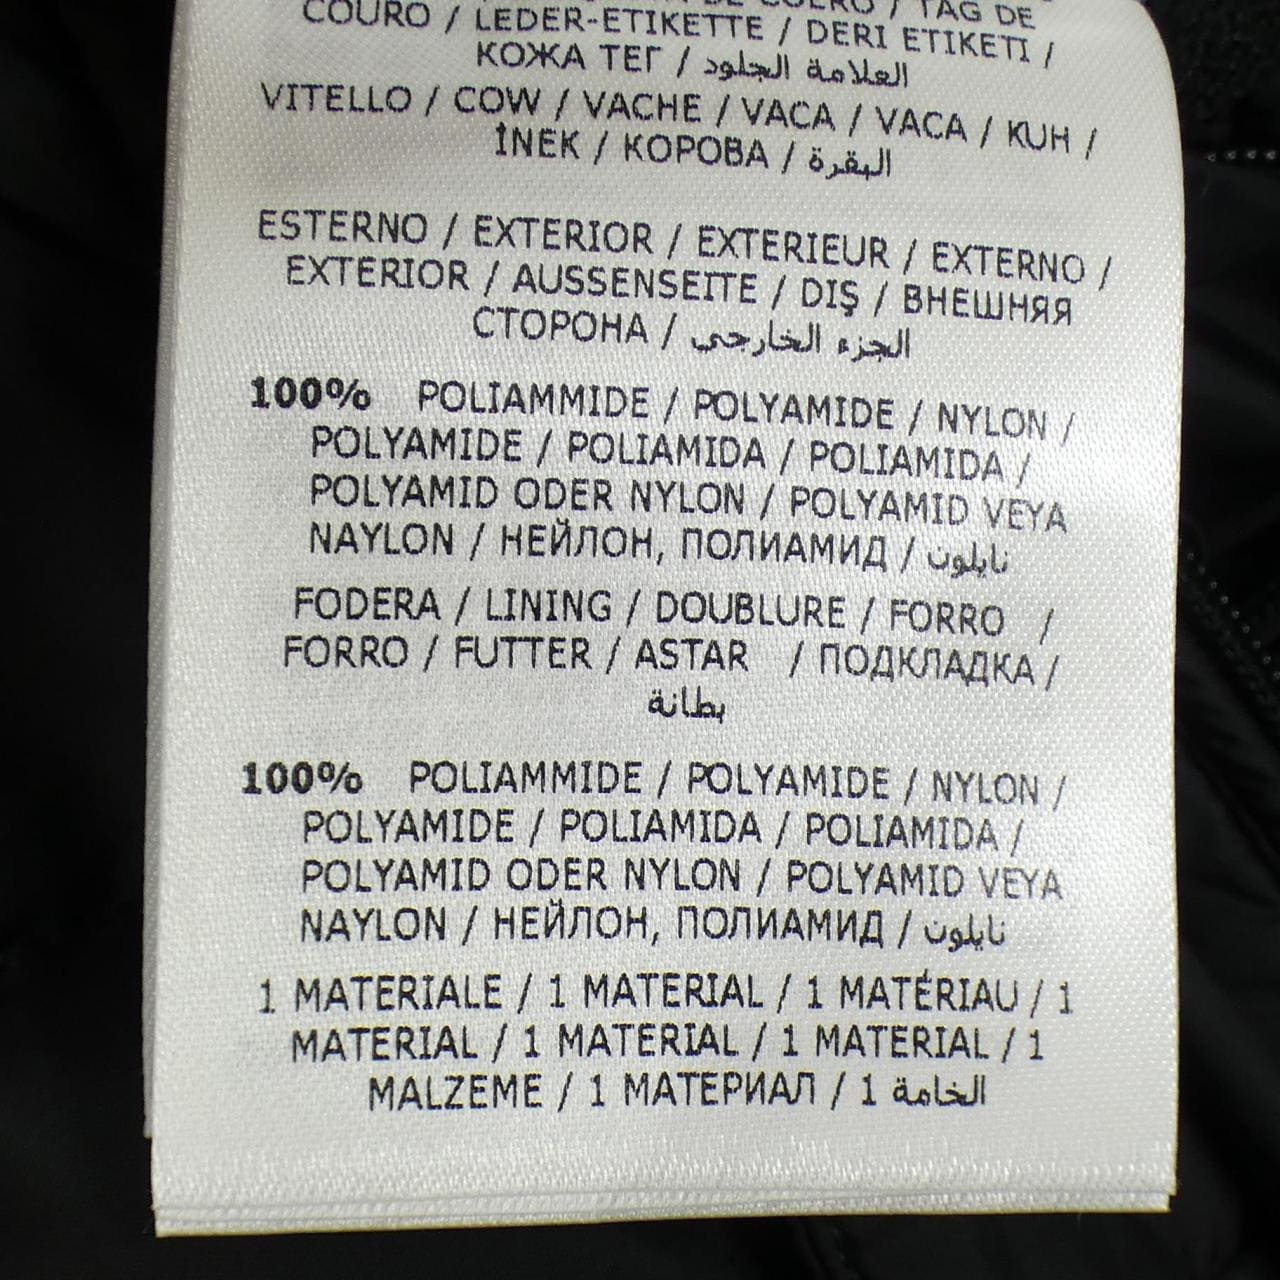 DE CUERO / TAG DE
COURO / LEDER-ETIKETTE / DERI ETIKETI /
КОЖА ТЕГ / العلامة الجلود
VITELLO / COW / VACHE / VACA / VACA / KUH /
İNEK / КОРОВА / البقرة
ESTERNO / EXTERIOR / EXTERIEUR / EXTERNO /
EXTERIOR / AUSSENSEITE / DIŞ / ВНЕШНЯЯ
СТОРОНА / الجزء الخارجي
100% POLIAMMIDE / POLYAMIDE / NYLON /
POLYAMIDE / POLIAMIDA / POLIAMIDA /
POLYAMID ODER NYLON / POLYAMID VEYA
NAYLON / НЕЙЛОН, ПОЛИАМИД / نايلون
FODERA / LINING / DOUBLURE / FORRO /
FORRO / FUTTER / ASTAR / ПОДКЛАДКА /
بطانة
100% POLIAMMIDE / POLYAMIDE / NYLON /
POLYAMIDE / POLIAMIDA / POLIAMIDA /
POLYAMID ODER NYLON / POLYAMID VEYA
NAYLON / НЕЙЛОН, ПОЛИАМИД / نايلون
1 MATERIALE / 1 MATERIAL / 1 MATÉRIAU / 1
MATERIAL / 1 MATERIAL / 1 MATERIAL / 1
MALZEME / 1 МАТЕРИАЛ / 1 الخامة